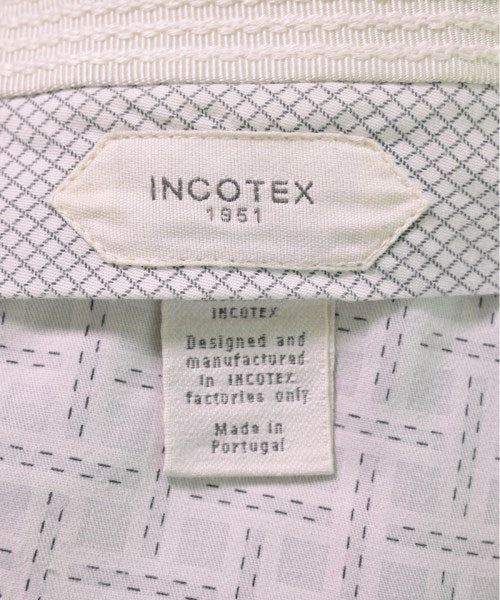 INCOTEX
1951
INCOTEX
Designed and
manufactured
in INCOTEX
factories only
Made in
Portugal